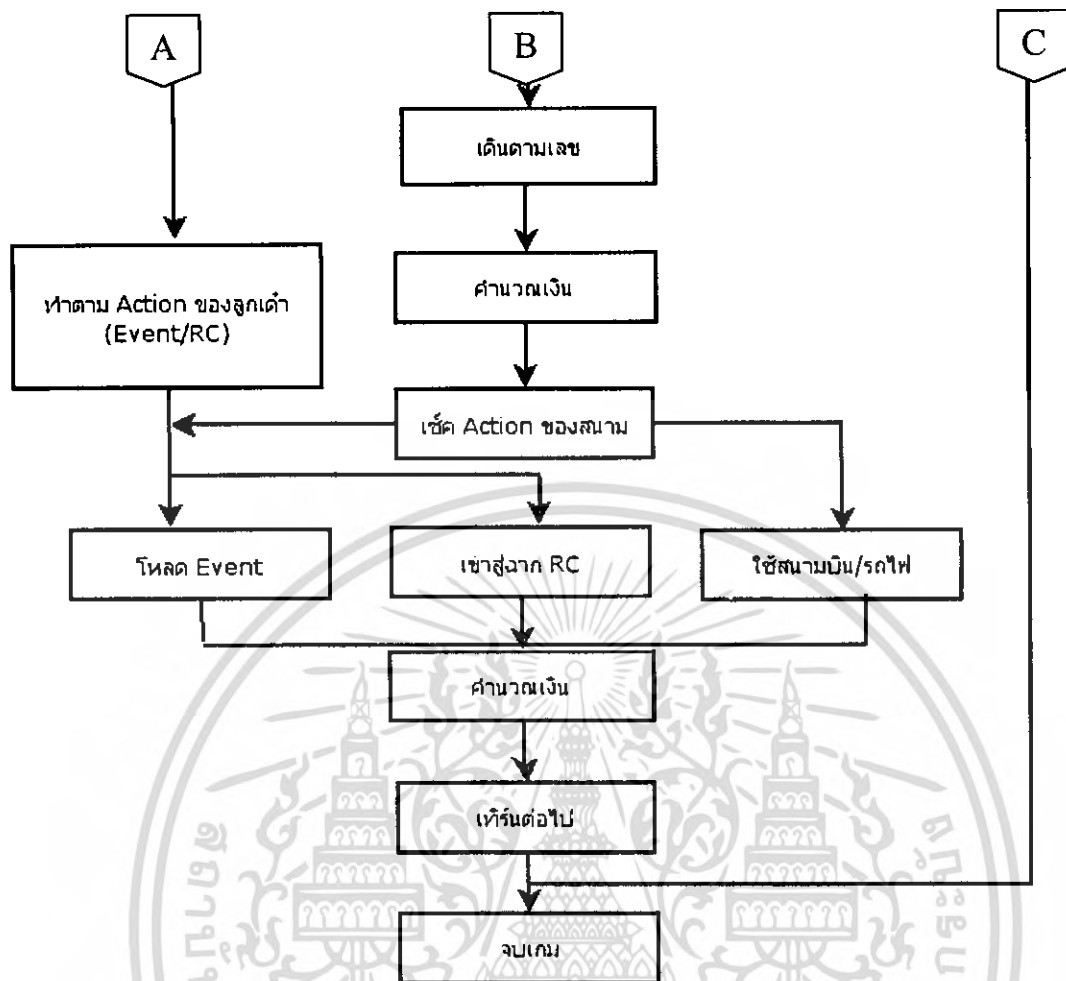 A
B
C
เดินตามเลข
ทำตาม Action ของลูกเต๋า
(Event/RC)
คำนวณเงิน
เช็ค Action ของสนาม
โหลด Event
เข้าสู่ฉาก RC
ใช้สนามบิน/รถไฟ
คำนวณเงิน
เทิร์นต่อไป
จบเกม